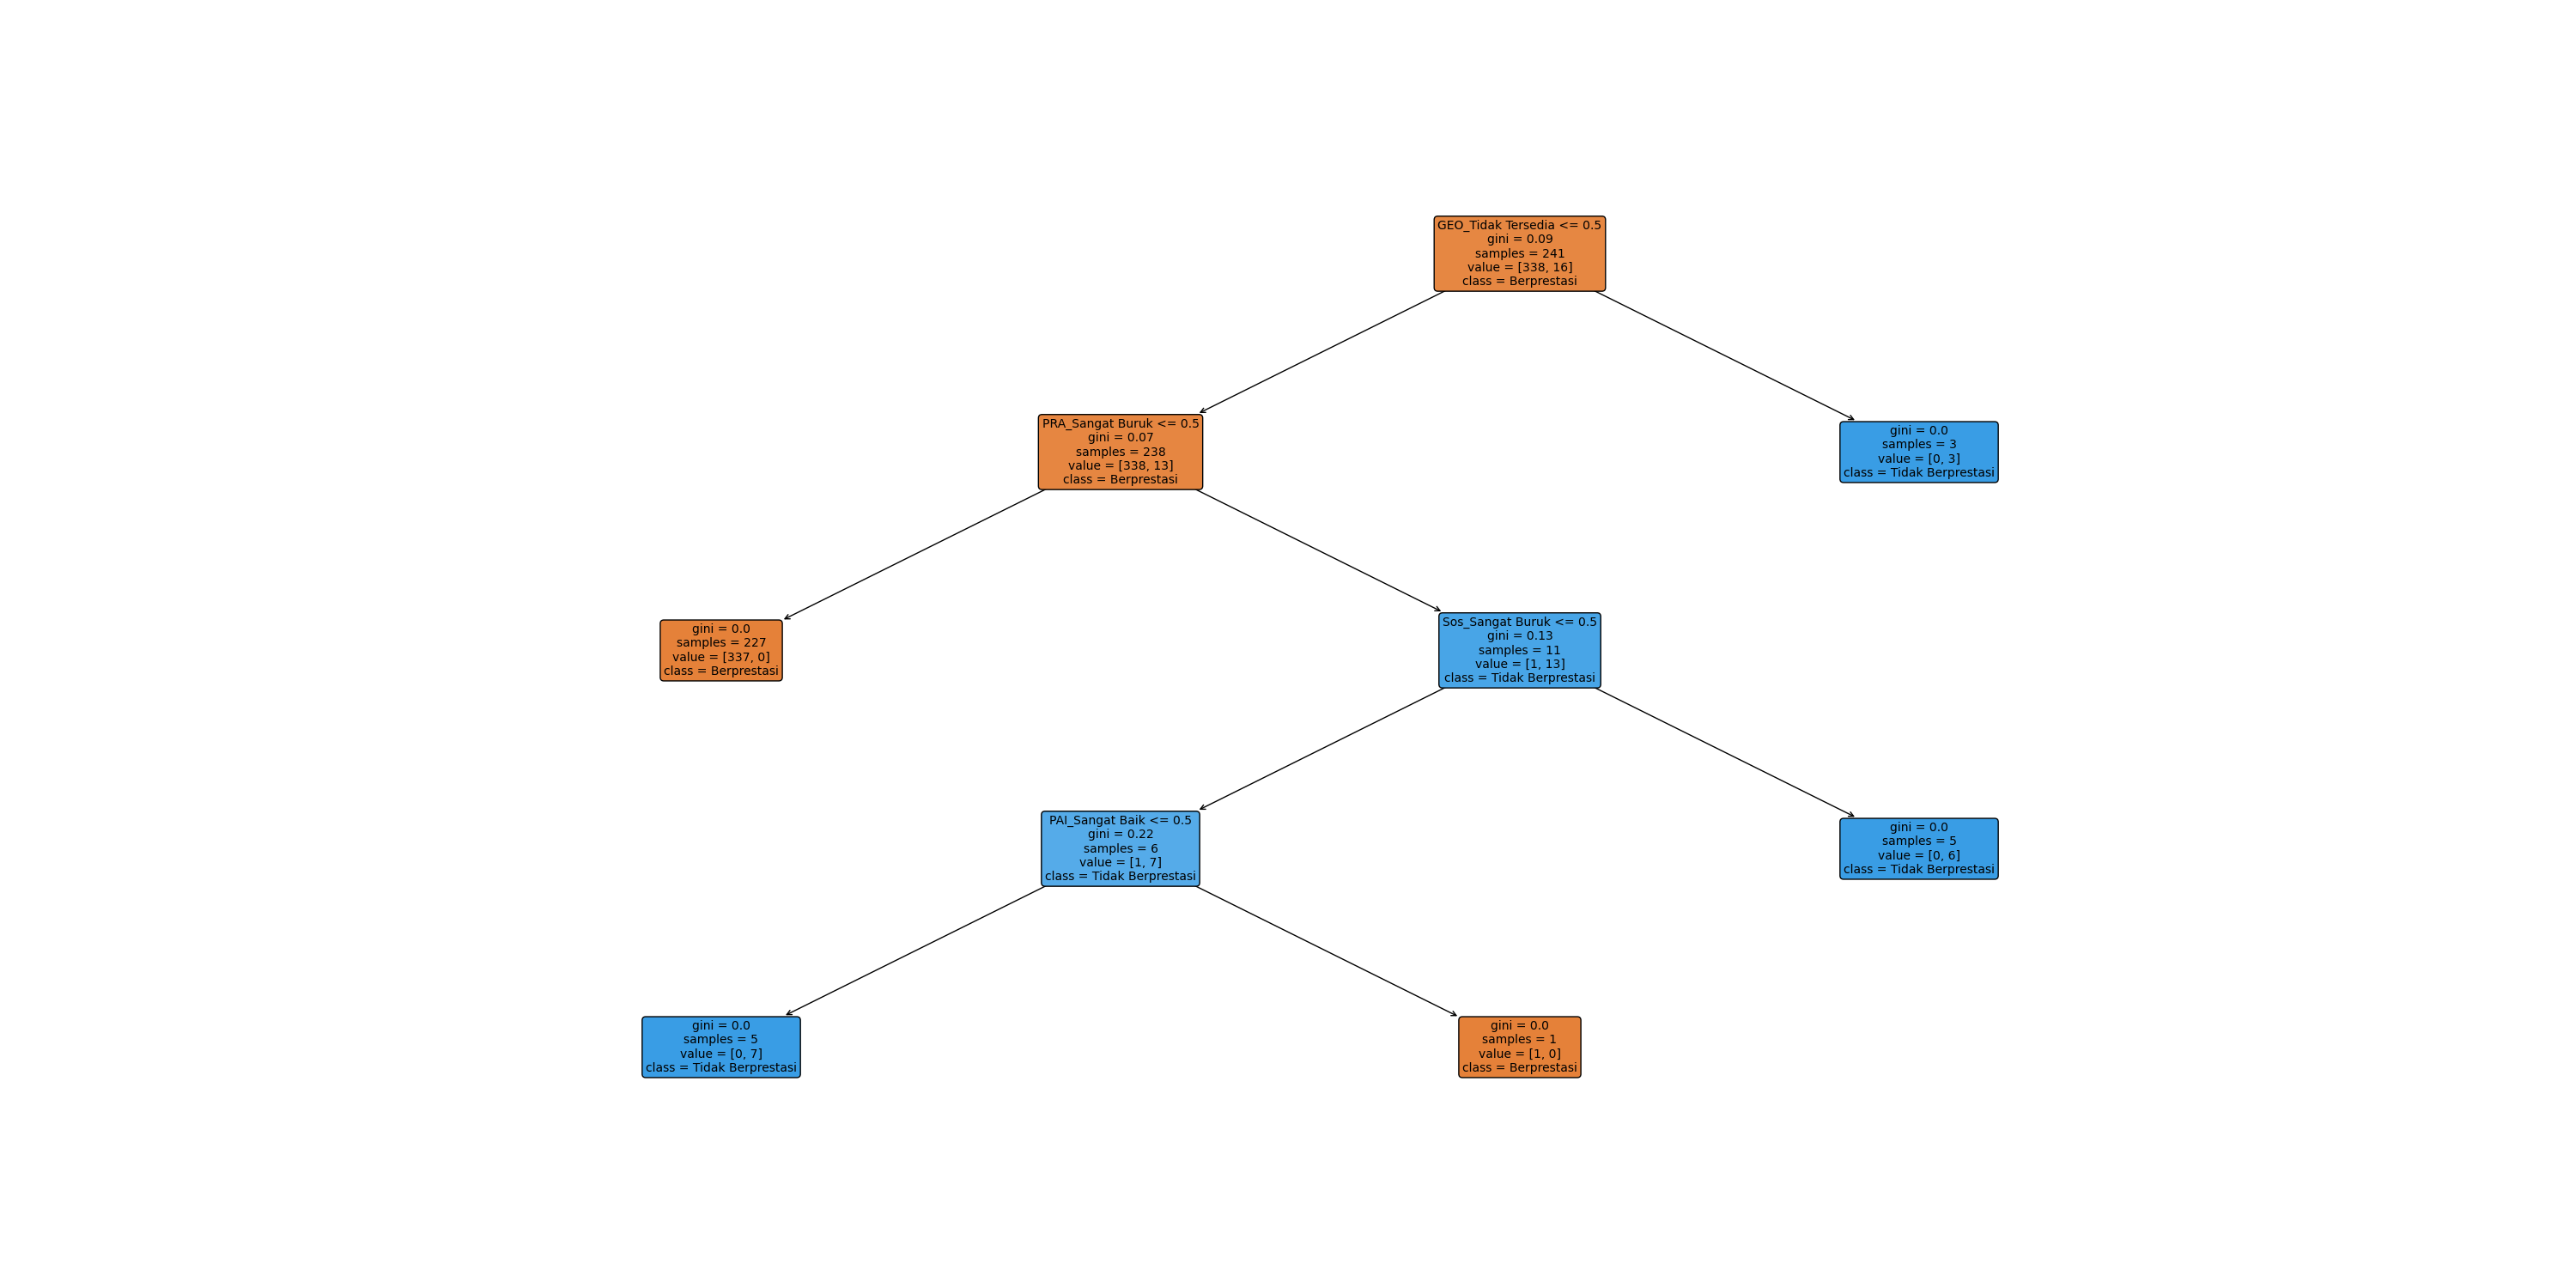 GEO_Tidak Tersedia <= 0.5
gini = 0.09
samples = 241
value = [338, 16]
class = Berprestasi
PRA_Sangat Buruk <= 0.5
gini = 0.07
samples = 238
value = [338, 13]
class = Berprestasi
gini = 0.0
samples = 3
value = [0, 3]
class = Tidak Berprestasi
gini = 0.0
samples = 227
value = [337, 0]
class = Berprestasi
Sos_Sangat Buruk <= 0.5
gini = 0.13
samples = 11
value = [1, 13]
class = Tidak Berprestasi
PAI_Sangat Baik <= 0.5
gini = 0.22
samples = 6
value = [1, 7]
class = Tidak Berprestasi
gini = 0.0
samples = 5
value = [0, 6]
class = Tidak Berprestasi
gini = 0.0
samples = 5
value = [0, 7]
class = Tidak Berprestasi
gini = 0.0
samples = 1
value = [1, 0]
class = Berprestasi